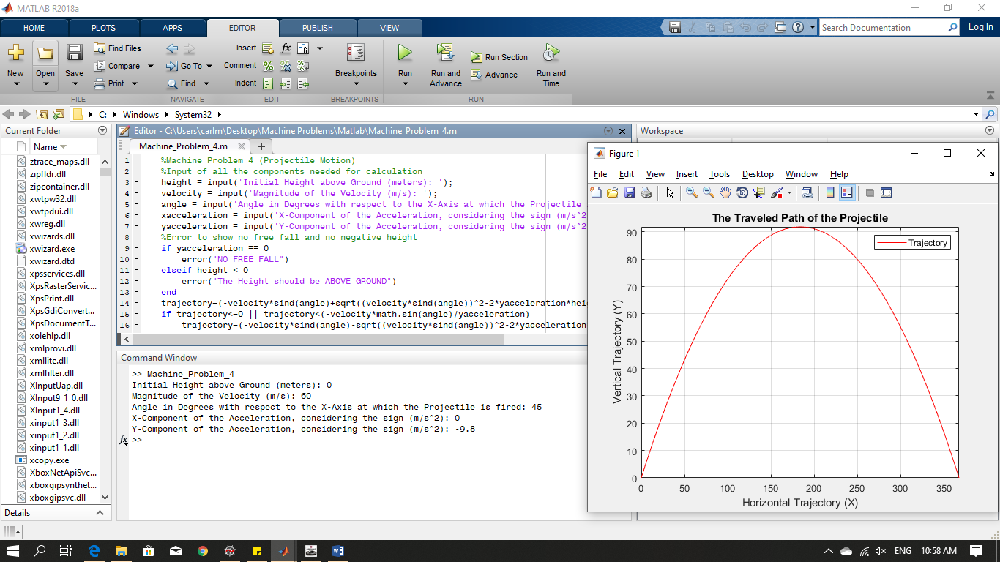 MATLAB R2018a
HOME PLOTS APPS EDITOR PUBLISH VIEW
Search Documentation
Log In
New
Open
Save
Find Files
Compare
Print
FILE
Go To
Find
NAVIGATE
Insert
Comment
Indent
EDIT
Breakpoints
BREAKPOINTS
Run
Run and Advance
Run Section
Advance
Run and Time
RUN
C: Windows System32
Current Folder
Name
ztrace_maps.dll
zipfldr.dll
zipcontainer.dll
xwtpw32.dll
xwtpdui.dll
xwreg.dll
xwizards.dll
xwizard.exe
xwizard.dtd
xpsservices.dll
XpsRasterServic...
XpsPrint.dll
XpsGdiConvert...
XpsDocumentT...
xolehlp.dll
xmlprovi.dll
xmllite.dll
xmlfilter.dll
XInputUap.dll
XInput9_1_0.dll
XInput1_4.dll
xinput1_3.dll
xinput1_2.dll
xinput1_1.dll
xcopy.exe
XboxNetApiSvc...
xboxgipsynthet...
xboxgipsvc.dll
Details
Editor - C:\Users\carlm\Desktop\Machine Problems\Matlab\Machine_Problem_4.m
Machine_Problem_4.m
1 %Machine Problem 4 (Projectile Motion)
2 %Input of all the components needed for calculation
3 - height = input('Initial Height above Ground (meters): ');
4 - velocity = input('Magnitude of the Velocity (m/s): ');
5 - angle = input('Angle in Degrees with respect to the X-Axis at which the Projectile
6 - xacceleration = input('X-Component of the Acceleration, considering the sign (m/s^2
7 - yacceleration = input('Y-Component of the Acceleration, considering the sign (m/s^2
8 %Error to show no free fall and no negative height
9 - if yacceleration == 0
10 - error("NO FREE FALL")
11 - elseif height < 0
12 - error("The Height should be ABOVE GROUND")
13 - end
14 - trajectory=(-velocity*sind(angle)+sqrt((velocity*sind(angle))^2-2*yacceleration*hei
15 - if trajectory<=0 || trajectory<(-velocity*math.sin(angle)/yacceleration)
16 - trajectory=(-velocity*sind(angle)-sqrt((velocity*sind(angle))^2-2*yacceleration
Command Window
>> Machine_Problem_4
Initial Height above Ground (meters): 0
Magnitude of the Velocity (m/s): 60
Angle in Degrees with respect to the X-Axis at which the Projectile is fired: 45
X-Component of the Acceleration, considering the sign (m/s^2): 0
Y-Component of the Acceleration, considering the sign (m/s^2): -9.8
fx >>
Workspace
Figure 1
File Edit View Insert Tools Desktop Window Help
The Traveled Path of the Projectile
Trajectory
Vertical Trajectory (Y)
90
80
70
60
50
40
30
20
10
0
0 50 100 150 200 250 300 350
Horizontal Trajectory (X)
ENG 10:58 AM